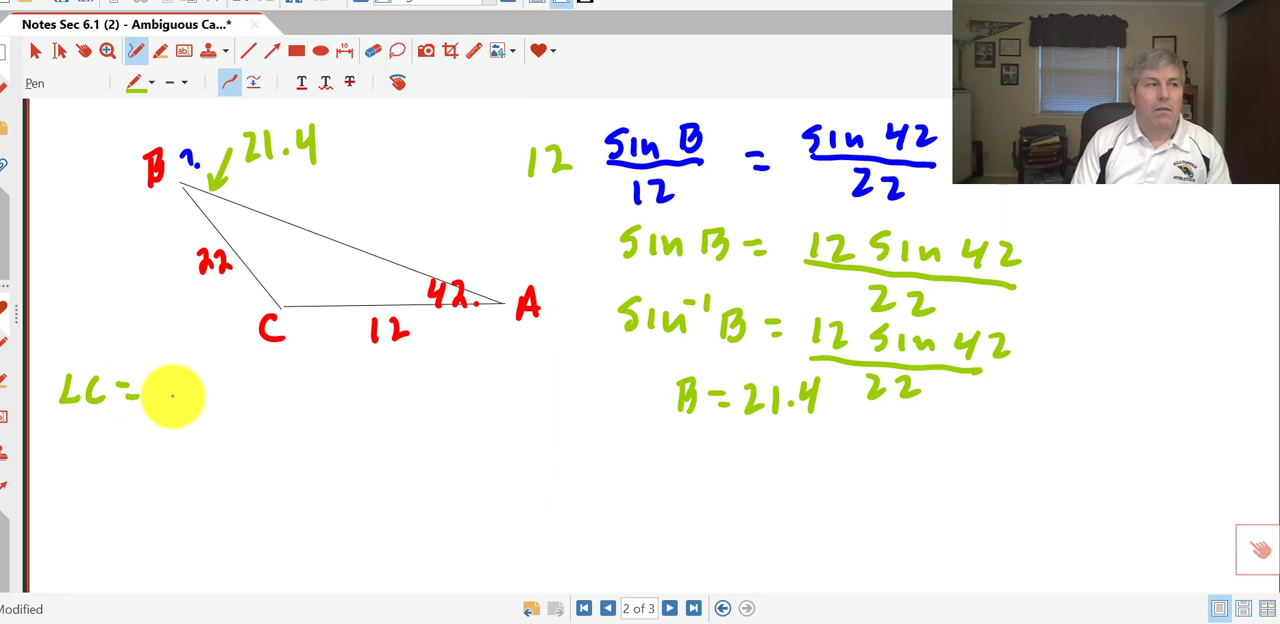 Notes Sec 6.1 (2) - Ambiguous Ca...*
Pen
B ?
21.4
22
42.
A
C
12
LC =
12 sin B / 12 = sin 42 / 22
sin B = 12 sin 42 / 22
sin⁻¹ B = 12 sin 42 / 22
B = 21.4
Modified
2 of 3